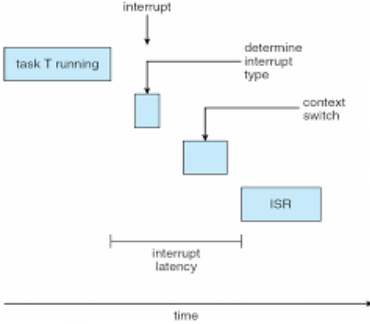 interrupt
task T running
determine
interrupt
type
context
switch
ISR
interrupt
latency
time